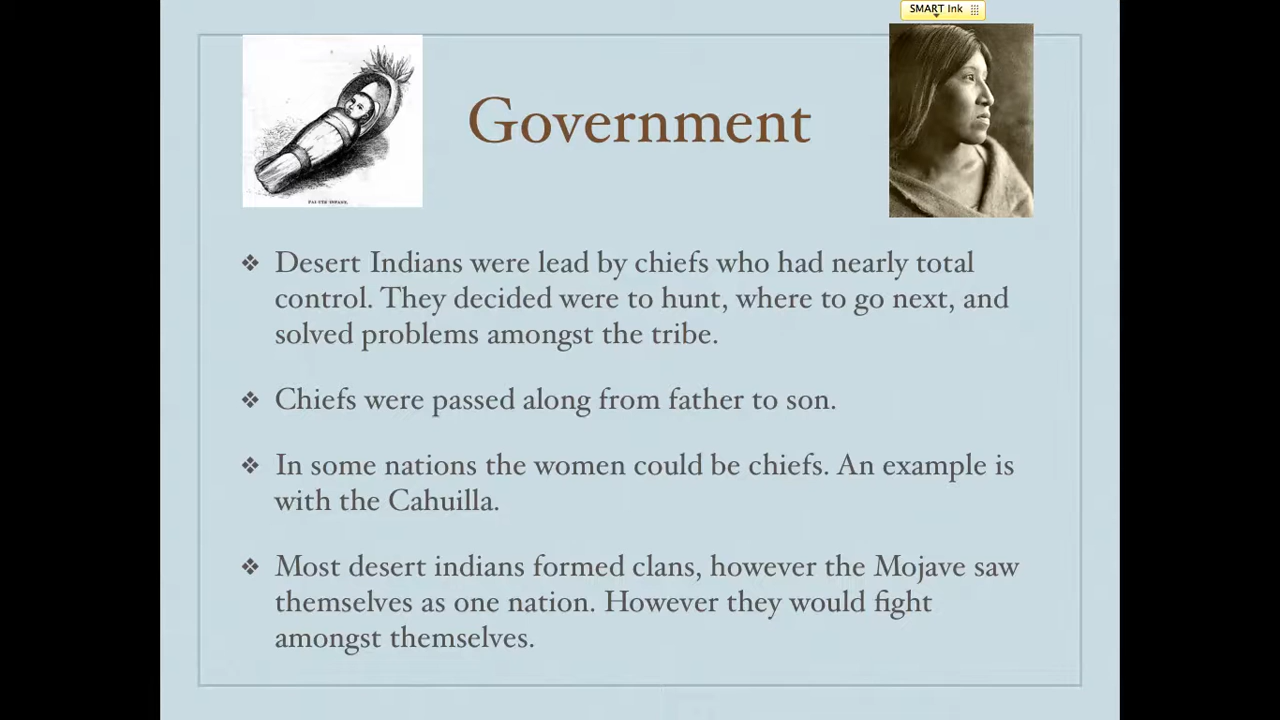 SMART Ink
Government
PAI-UTE INFANT.
❖ Desert Indians were lead by chiefs who had nearly total
control. They decided were to hunt, where to go next, and
solved problems amongst the tribe.
❖ Chiefs were passed along from father to son.
❖ In some nations the women could be chiefs. An example is
with the Cahuilla.
❖ Most desert indians formed clans, however the Mojave saw
themselves as one nation. However they would fight
amongst themselves.